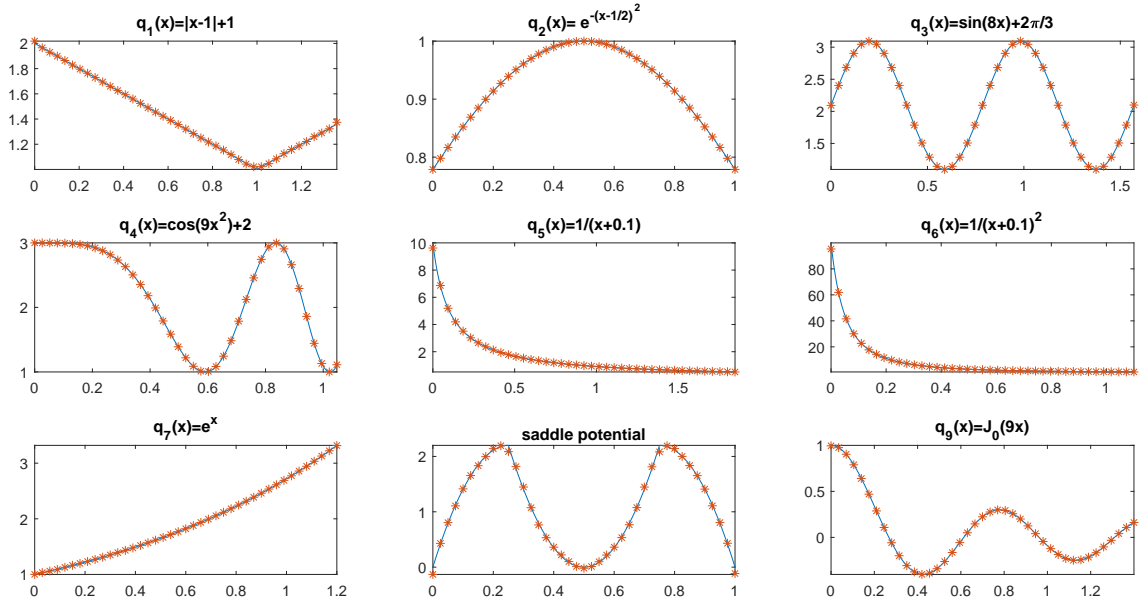 q1(x)=|x-1|+1
q2(x)= e^-(x-1/2)^2
q3(x)=sin(8x)+2π/3
2
1.8
1.6
1.4
1.2
0 0.2 0.4 0.6 0.8 1 1.2
1
0.9
0.8
0 0.2 0.4 0.6 0.8 1
3
2.5
2
1.5
0.5 1 1.5
q4(x)=cos(9x^2)+2
q5(x)=1/(x+0.1)
q6(x)=1/(x+0.1)^2
3
2
1
0 0.2 0.4 0.6 0.8 1
10
8
6
4
2
0.5 1 1.5
80
60
40
20
0 0.2 0.4 0.6 0.8 1
q7(x)=e^x
saddle potential
q9(x)=J0(9x)
3
2
1
0 0.2 0.4 0.6 0.8 1 1.2
2
1
0
0 0.2 0.4 0.6 0.8 1
1
0.5
0
0 0.2 0.4 0.6 0.8 1 1.2